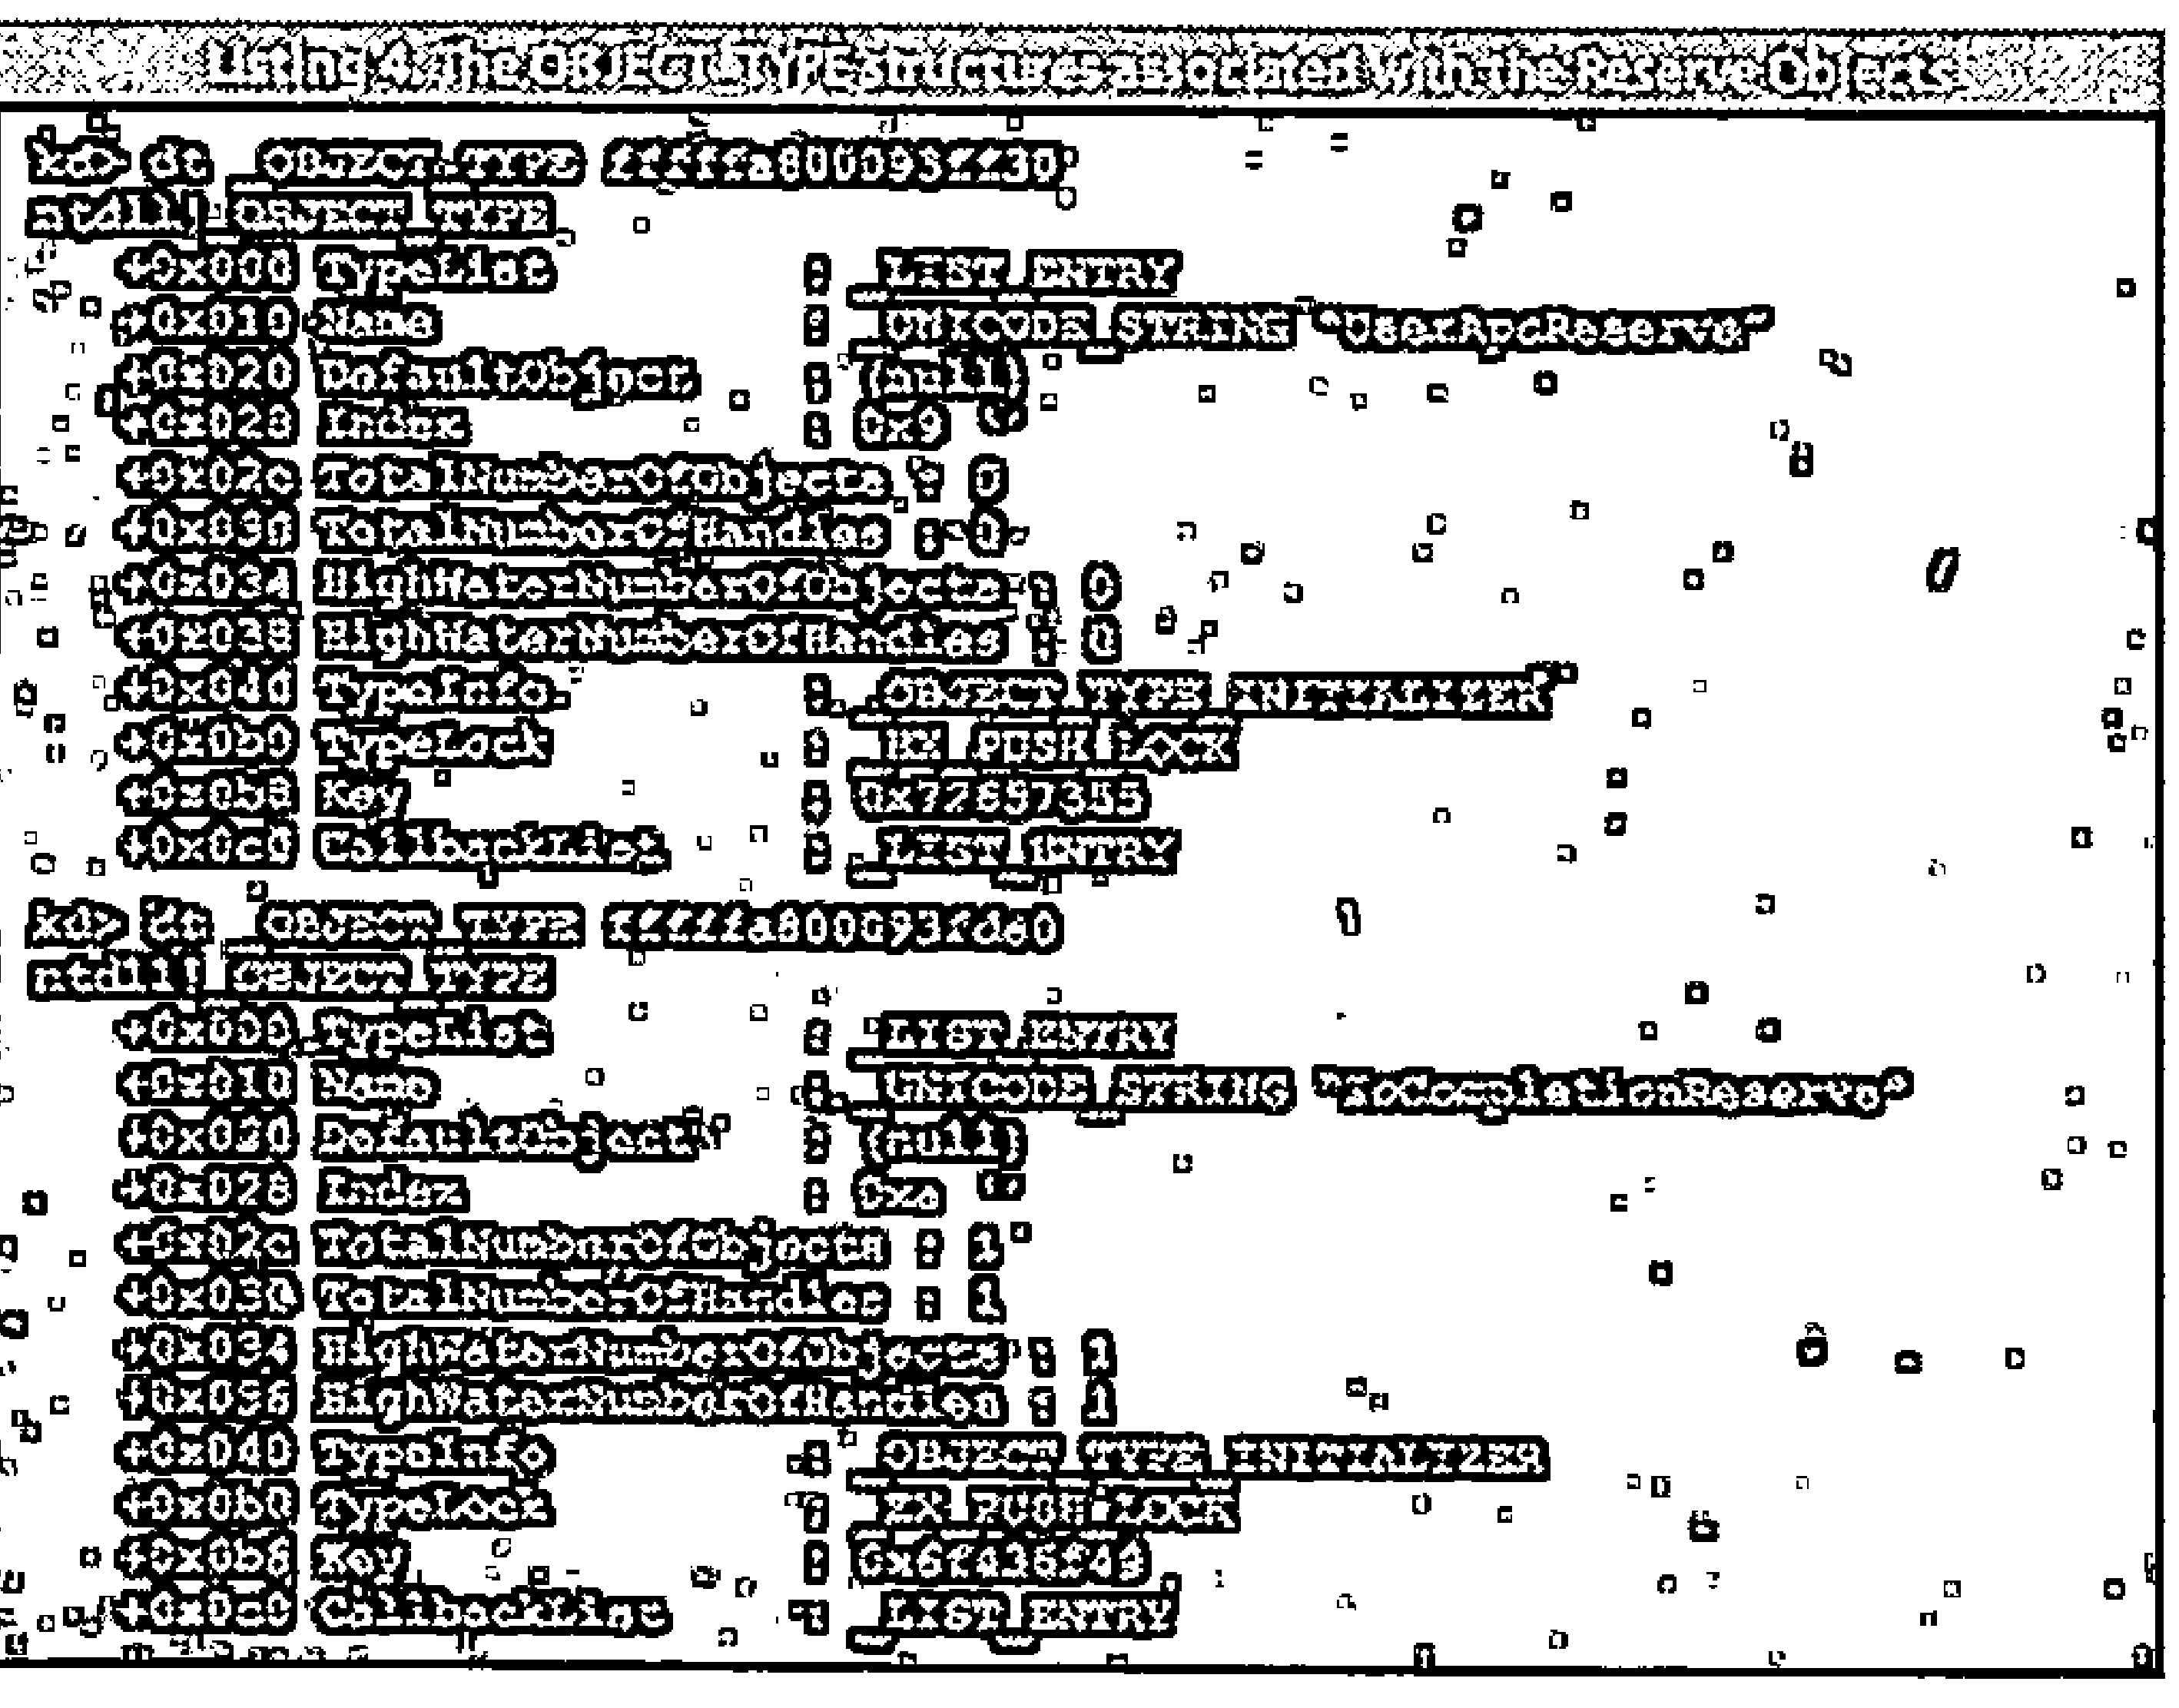 Listing 4: The OBJECT_TYPE structures associated with the Reserve Objects
kd> dt _OBJECT_TYPE
ntdll!_OBJECT_TYPE
+0x000 TypeList : _LIST_ENTRY
+0x010 Name : _UNICODE_STRING "UserApcReserve"
+0x020 DefaultObject : (null)
+0x028 Index : 0x9
+0x02c TotalNumberOfObjects : 0
+0x030 TotalNumberOfHandles : 0
+0x034 HighWaterNumberOfObjects : 0
+0x038 HighWaterNumberOfHandles : 0
+0x040 TypeInfo : _OBJECT_TYPE_INITIALIZER
+0x0b0 TypeLock : _EX_PUSH_LOCK
+0x0b8 Key : 0x72657355
+0x0c0 CallbackList : _LIST_ENTRY
kd> dt _OBJECT_TYPE
ntdll!_OBJECT_TYPE
+0x000 TypeList : _LIST_ENTRY
+0x010 Name : _UNICODE_STRING "IoCompletionReserve"
+0x020 DefaultObject : (null)
+0x028 Index :
+0x02c TotalNumberOfObjects : 1
+0x030 TotalNumberOfHandles : 1
+0x034 HighWaterNumberOfObjects : 1
+0x038 HighWaterNumberOfHandles : 1
+0x040 TypeInfo : _OBJECT_TYPE_INITIALIZER
+0x0b0 TypeLock : _EX_PUSH_LOCK
+0x0b8 Key : 0x6f436f49
+0x0c0 CallbackList : _LIST_ENTRY